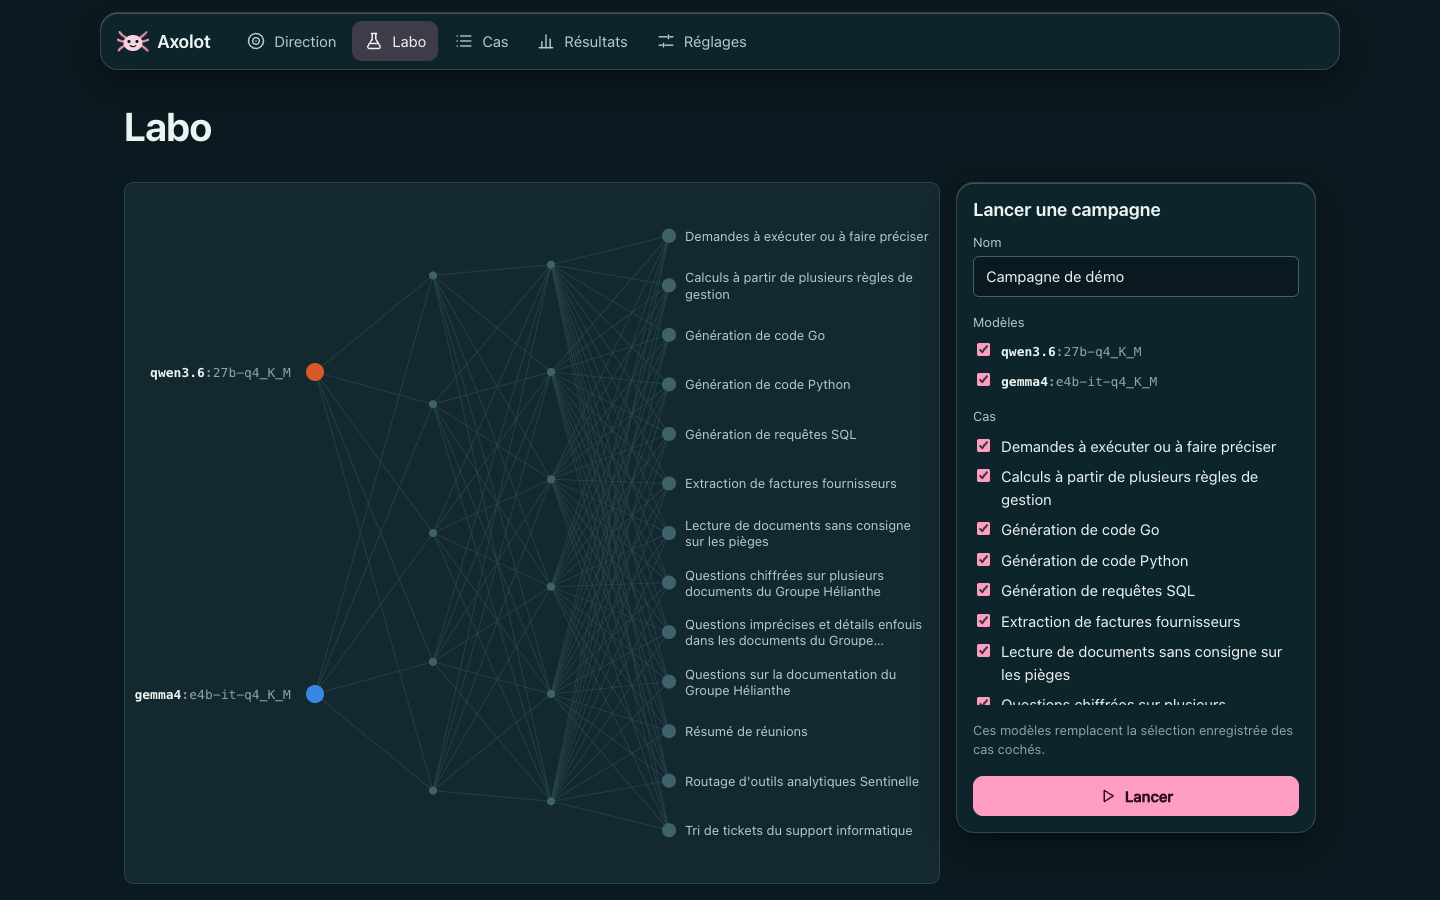 Axolot
Direction
Labo
Cas
Résultats
Réglages
Labo
qwen3.6:27b-q4_K_M
gemma4:e4b-it-q4_K_M
Demandes à exécuter ou à faire préciser
Calculs à partir de plusieurs règles de
gestion
Génération de code Go
Génération de code Python
Génération de requêtes SQL
Extraction de factures fournisseurs
Lecture de documents sans consigne
sur les pièges
Questions chiffrées sur plusieurs
documents du Groupe Hélianthe
Questions imprécises et détails enfouis
dans les documents du Groupe...
Questions sur la documentation du
Groupe Hélianthe
Résumé de réunions
Routage d'outils analytiques Sentinelle
Tri de tickets du support informatique
Lancer une campagne
Nom
Campagne de démo
Modèles
qwen3.6:27b-q4_K_M
gemma4:e4b-it-q4_K_M
Cas
Demandes à exécuter ou à faire préciser
Calculs à partir de plusieurs règles de
gestion
Génération de code Go
Génération de code Python
Génération de requêtes SQL
Extraction de factures fournisseurs
Lecture de documents sans consigne sur
les pièges
Questions chiffrées sur plusieurs
Ces modèles remplacent la sélection enregistrée des
cas cochés.
Lancer